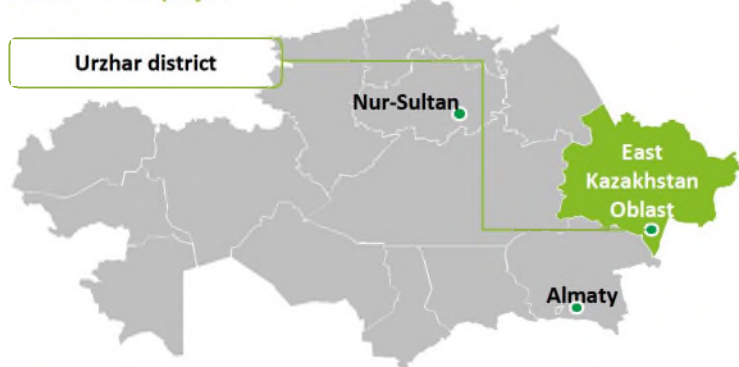 Urzhar district
Nur-Sultan
East
Kazakhstan
Oblast
Almaty